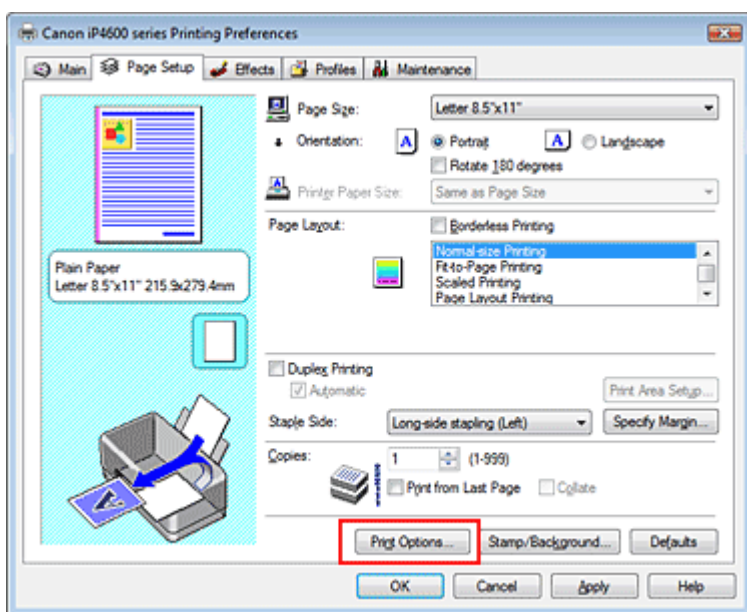 Canon iP4600 series Printing Preferences
Main Page Setup Effects Profiles Maintenance
Page Size: Letter 8.5"x11"
Orientation: A Portrait A Landscape
Rotate 180 degrees
Printer Paper Size: Same as Page Size
Page Layout: Borderless Printing
Normal-size Printing
Fit-to-Page Printing
Scaled Printing
Page Layout Printing
Plain Paper
Letter 8.5"x11" 215.9x279.4mm
Duplex Printing
Automatic Print Area Setup...
Staple Side: Long-side stapling (Left) Specify Margin...
Copies: 1 (1-999)
Print from Last Page Collate
Print Options... Stamp/Background... Defaults
OK Cancel Apply Help